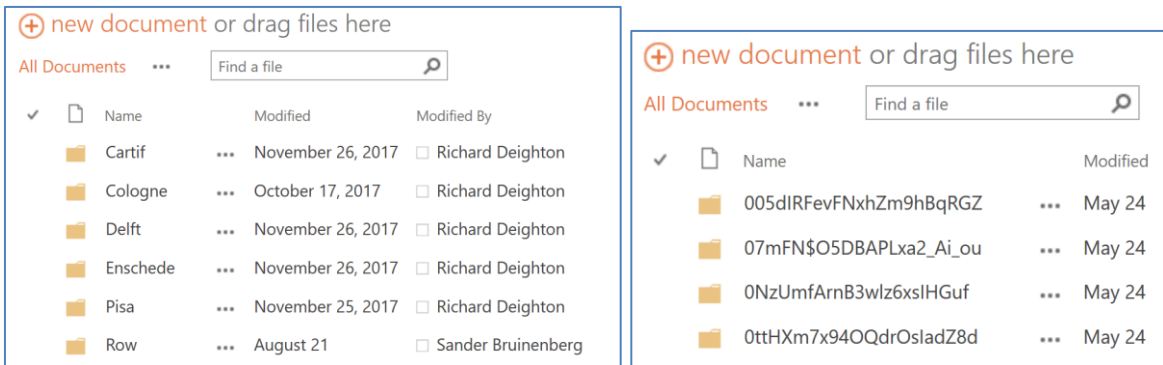 new document or drag files here
All Documents ... Find a file
Name Modified Modified By
Cartif ... November 26, 2017 Richard Deighton
Cologne ... October 17, 2017 Richard Deighton
Delft ... November 26, 2017 Richard Deighton
Enschede ... November 26, 2017 Richard Deighton
Pisa ... November 25, 2017 Richard Deighton
Row ... August 21 Sander Bruinenberg
new document or drag files here
All Documents ... Find a file
Name Modified
005dIRFevFNxhZm9hBqRGZ ... May 24
07mFN$O5DBAPLxa2_Ai_ou ... May 24
0NzUmfArnB3wlz6xsIHGuf ... May 24
0ttHXm7x94OQdrOsladZ8d ... May 24